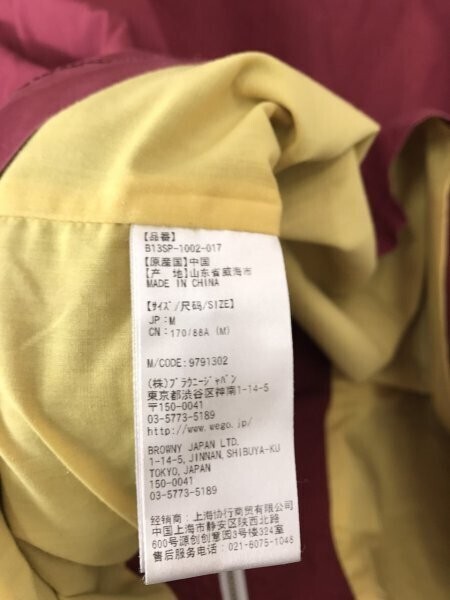 【品番】
B13SP-1002-017
【原産国】中国
【产　地】山东省威海市
MADE IN CHINA
【ｻｲｽﾞ/尺码/SIZE】
JP:M
CN:170/88A (M)
M/CODE: 9791302
(株)ﾌﾞﾗｳﾆｰｼﾞｬﾊﾟﾝ
東京都渋谷区神南1-14-5
〒150-0041
03-5773-5189
http://www.wego.jp/
BROWNY JAPAN LTD.
1-14-5,JINNAN,SHIBUYA-KU
TOKYO,JAPAN
150-0041
03-5773-5189
经销商：上海协行商贸有限公司
中国上海市静安区陕西北路
600号源创创意园3号楼324室
售后服务电话：021-6075-1048